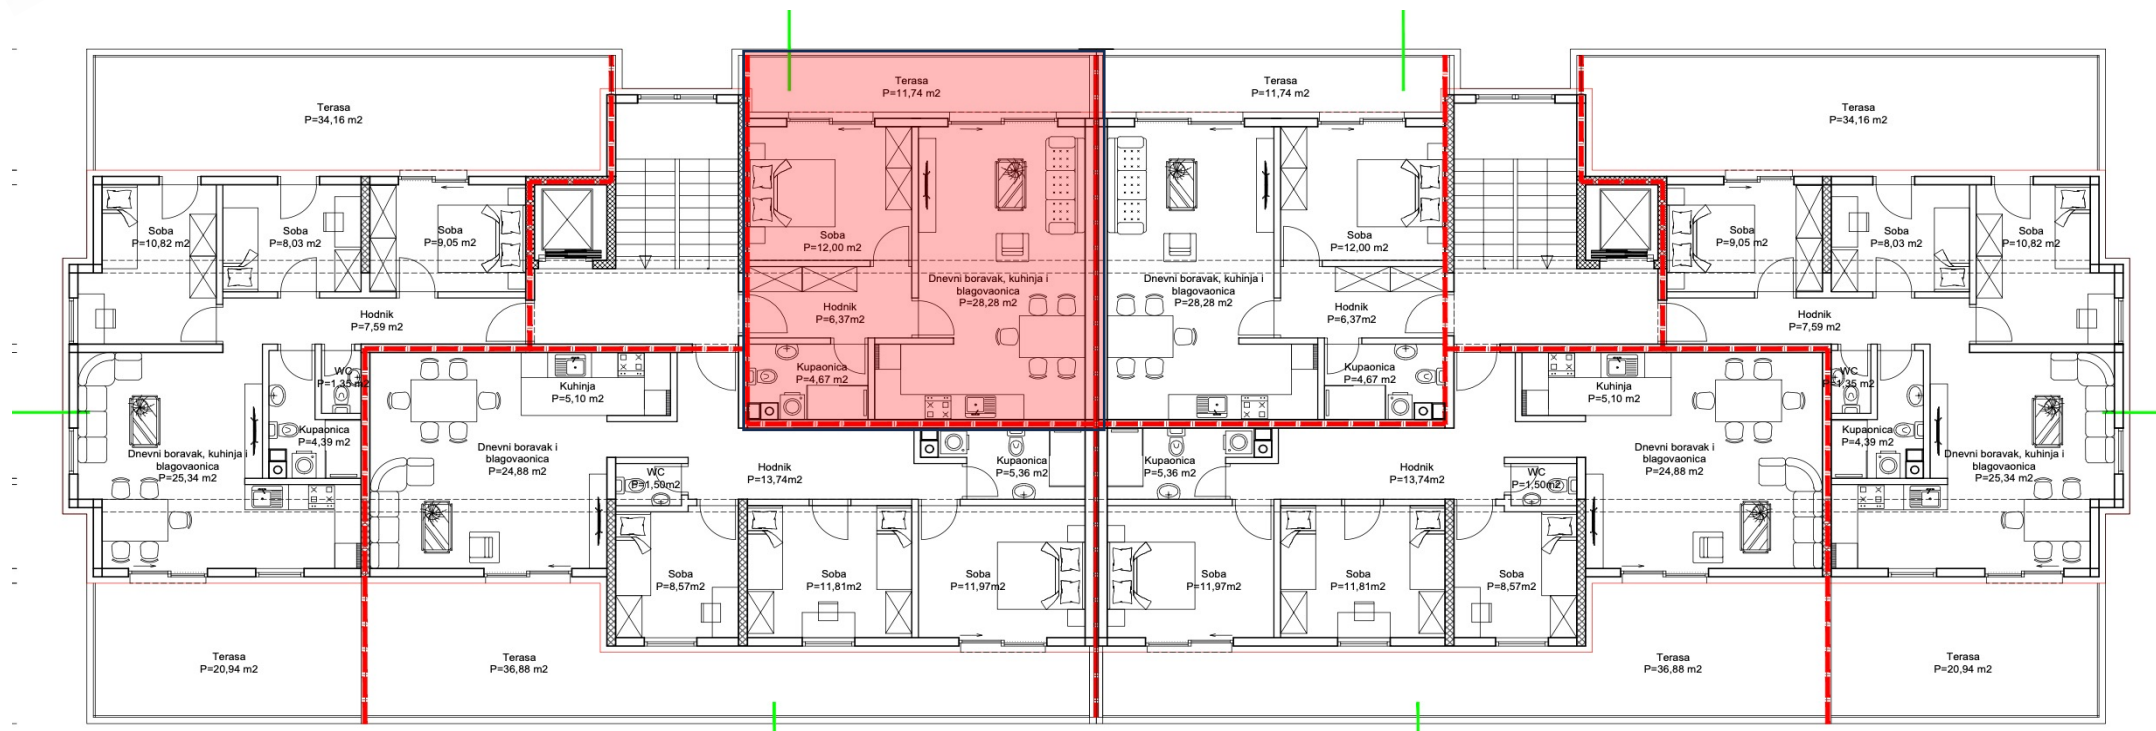 Terasa
P=34,16 m2
Terasa
P=11,74 m2
Terasa
P=11,74 m2
Terasa
P=34,16 m2
Soba
P=10,82 m2
Soba
P=8,03 m2
Soba
P=9,05 m2
Soba
P=12,00 m2
Soba
P=12,00 m2
Soba
P=9,05 m2
Soba
P=8,03 m2
Soba
P=10,82 m2
Hodnik
P=7,59 m2
Hodnik
P=6,37m2
Dnevni boravak, kuhinja i
blagovaonica
P=28,28 m2
Dnevni boravak, kuhinja i
blagovaonica
P=28,28 m2
Hodnik
P=6,37m2
Hodnik
P=7,59 m2
WC
P=1,35 m2
Kuhinja
P=5,10 m2
Kupaonica
P=4,67 m2
Kupaonica
P=4,67 m2
Kuhinja
P=5,10 m2
WC
P=1,35 m2
Dnevni boravak, kuhinja i
blagovaonica
P=25,34 m2
Kupaonica
P=4,39 m2
Dnevni boravak i
blagovaonica
P=24,88 m2
WC
P=1,50m2
Hodnik
P=13,74m2
Kupaonica
P=5,36 m2
Kupaonica
P=5,36 m2
Hodnik
P=13,74m2
WC
P=1,50m2
Dnevni boravak i
blagovaonica
P=24,88 m2
Kupaonica
P=4,39 m2
Dnevni boravak, kuhinja i
blagovaonica
P=25,34 m2
Soba
P=8,57m2
Soba
P=11,81m2
Soba
P=11,97m2
Soba
P=11,97m2
Soba
P=11,81m2
Soba
P=8,57m2
Terasa
P=20,94 m2
Terasa
P=36,88 m2
Terasa
P=36,88 m2
Terasa
P=20,94 m2